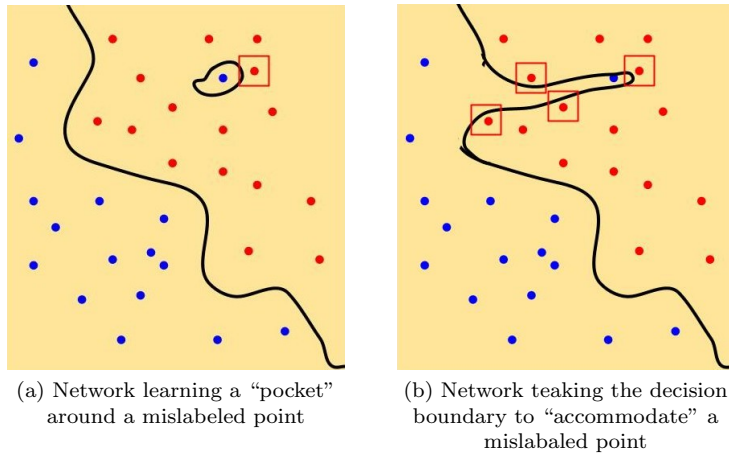 (a) Network learning a “pocket”
around a mislabeled point
(b) Network teaking the decision
boundary to “accommodate” a
mislabaled point